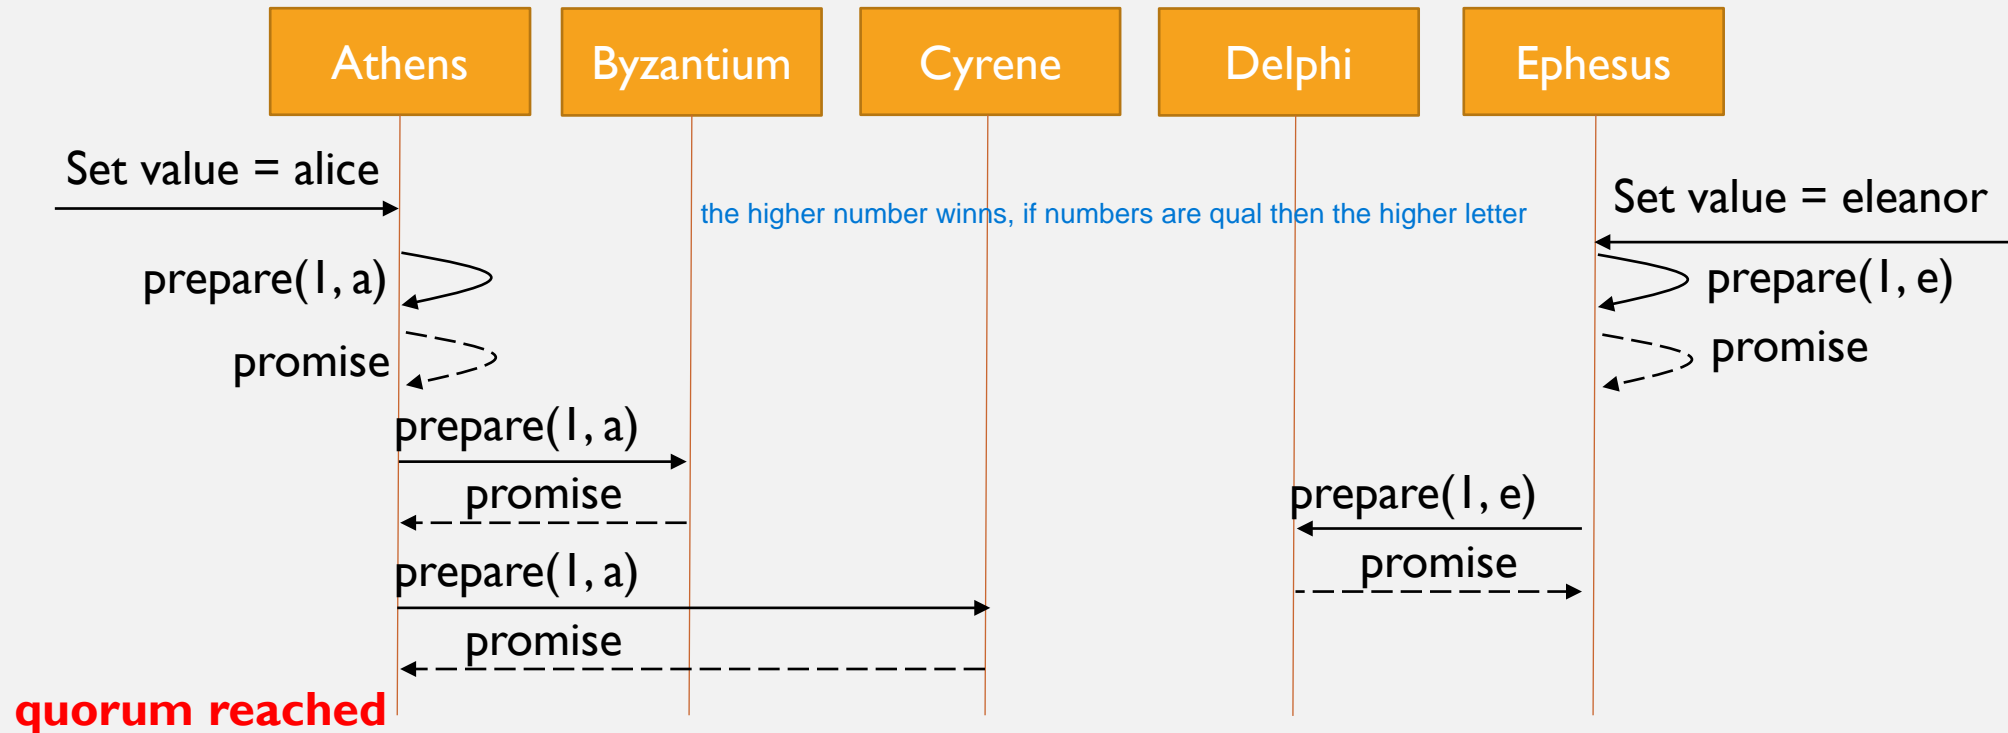 Athens
Byzantium
Cyrene
Delphi
Ephesus
Set value = alice
the higher number winns, if numbers are qual then the higher letter
Set value = eleanor
prepare(1, a)
prepare(1, e)
promise
promise
prepare(1, a)
promise
prepare(1, e)
promise
prepare(1, a)
promise
quorum reached